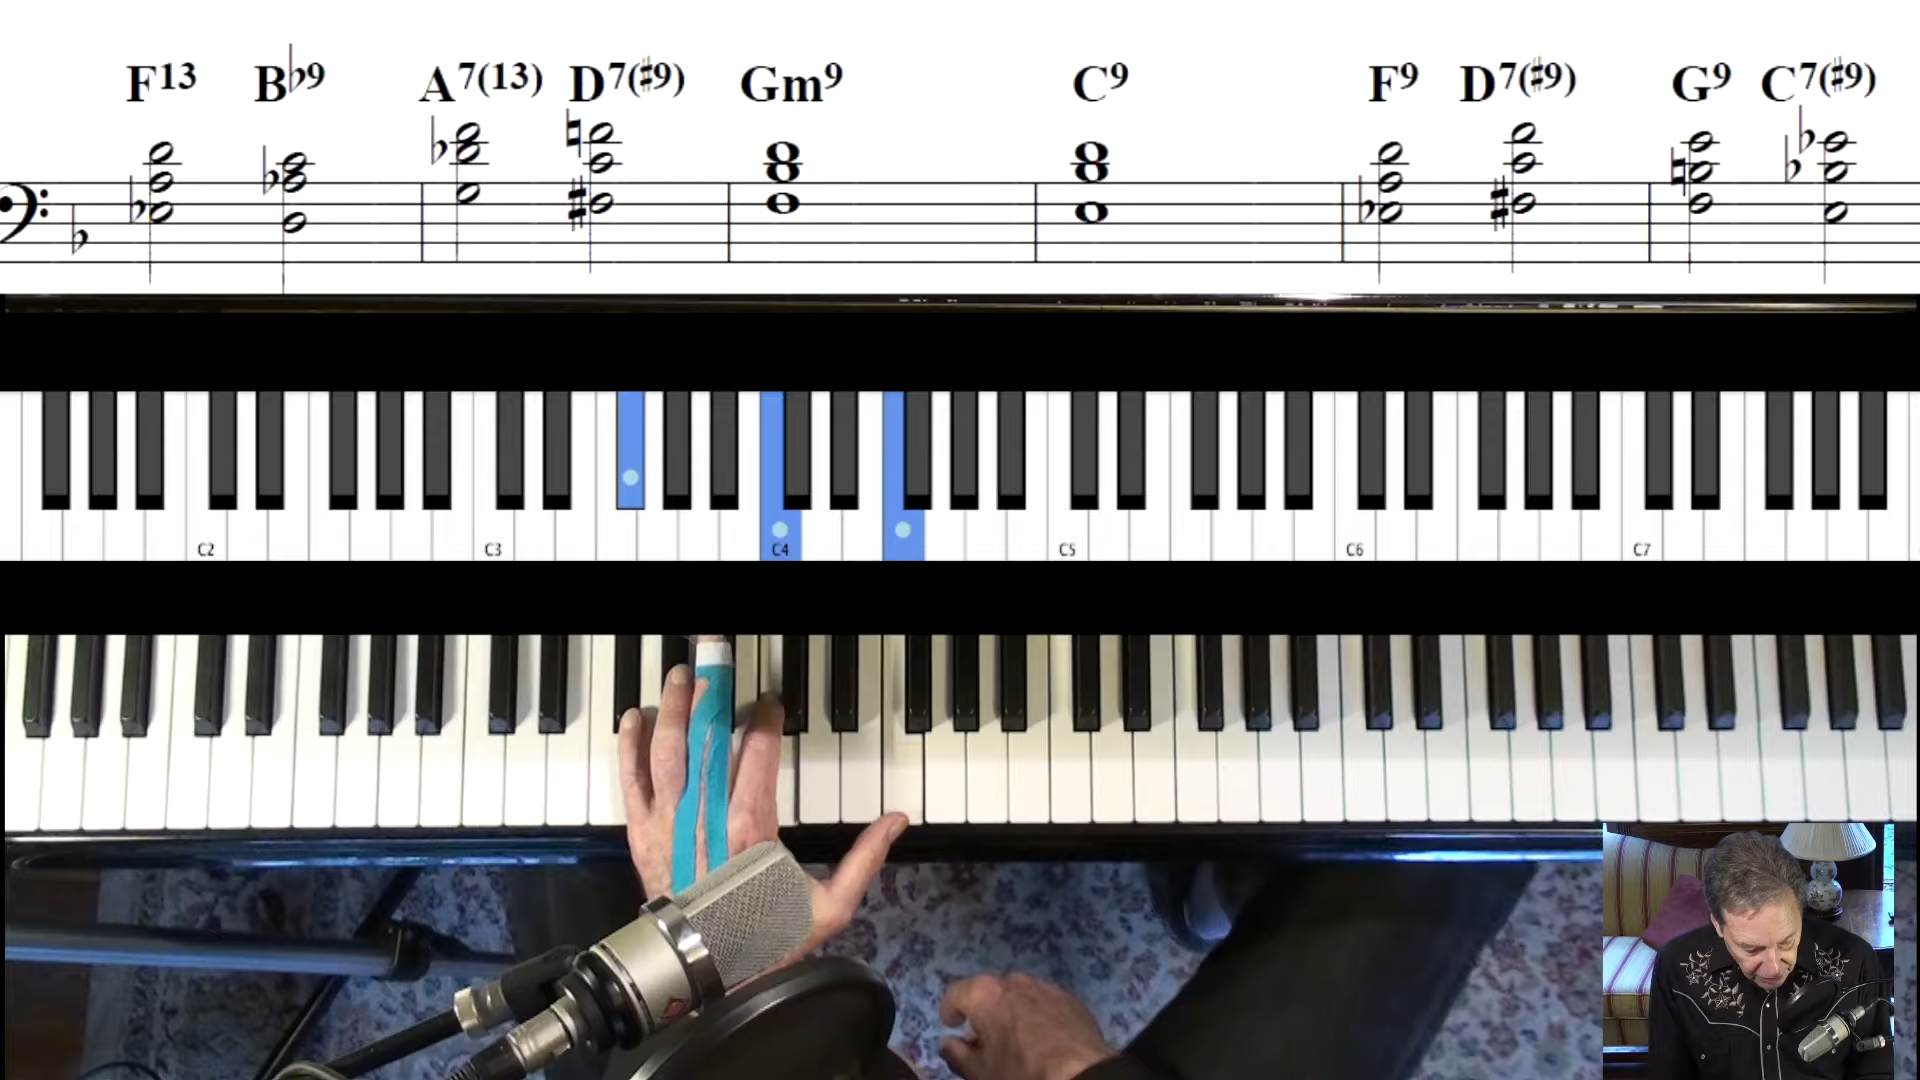 F13 B♭9 A7(13) D7(♯9) Gm9 C9 F9 D7(♯9) G9 C7(♯9)
C2 C3 C4 C5 C6 C7